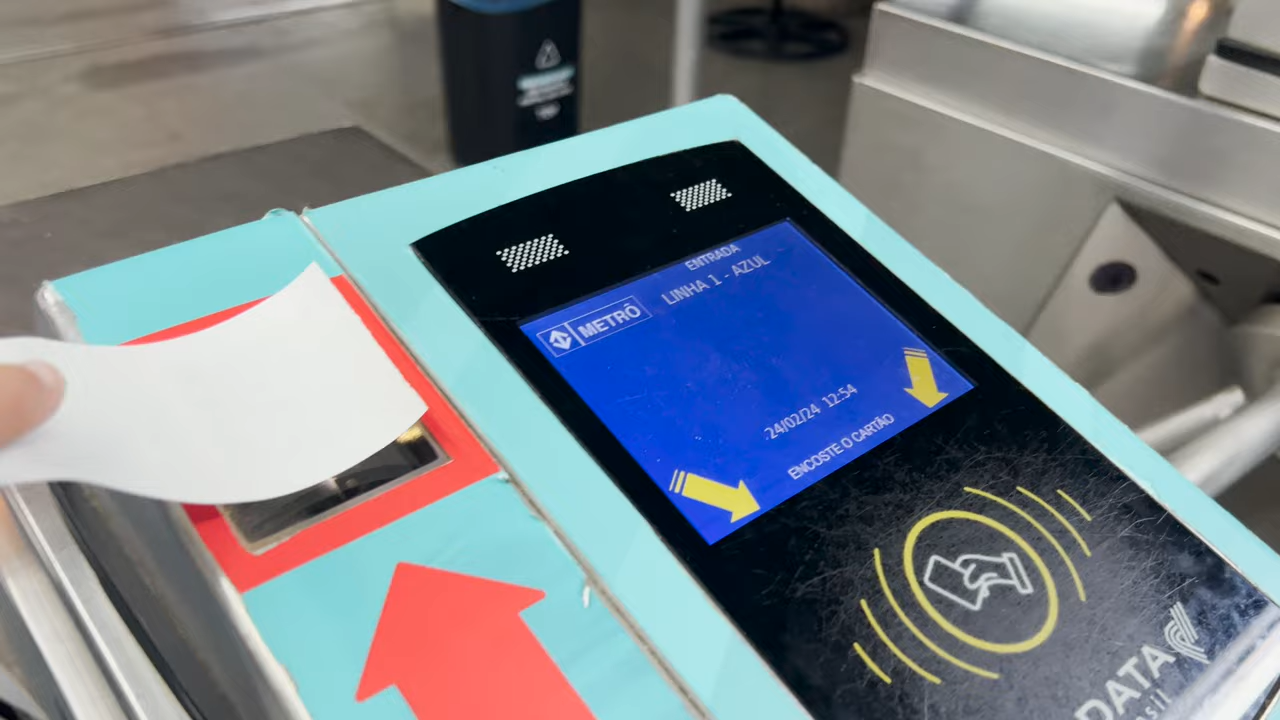 ENTRADA
LINHA 1 - AZUL
METRÔ
24/02/24 12:54
ENCOSTE O CARTÃO
DATA